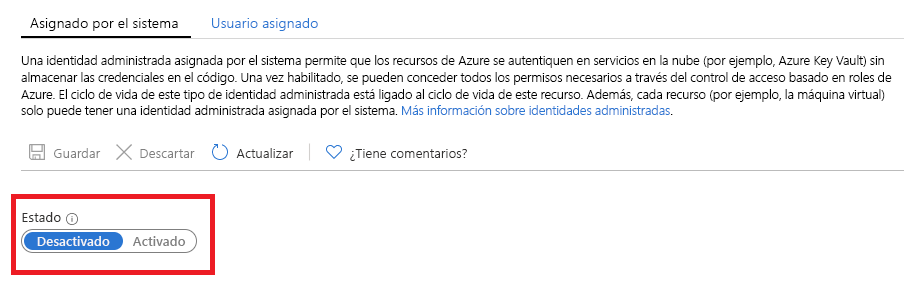 Asignado por el sistema Usuario asignado
Una identidad administrada asignada por el sistema permite que los recursos de Azure se autentiquen en servicios en la nube (por ejemplo, Azure Key Vault) sin
almacenar las credenciales en el código. Una vez habilitado, se pueden conceder todos los permisos necesarios a través del control de acceso basado en roles de
Azure. El ciclo de vida de este tipo de identidad administrada está ligado al ciclo de vida de este recurso. Además, cada recurso (por ejemplo, la máquina virtual)
solo puede tener una identidad administrada asignada por el sistema. Más información sobre identidades administradas.
Guardar Descartar Actualizar ¿Tiene comentarios?
Estado
Desactivado Activado